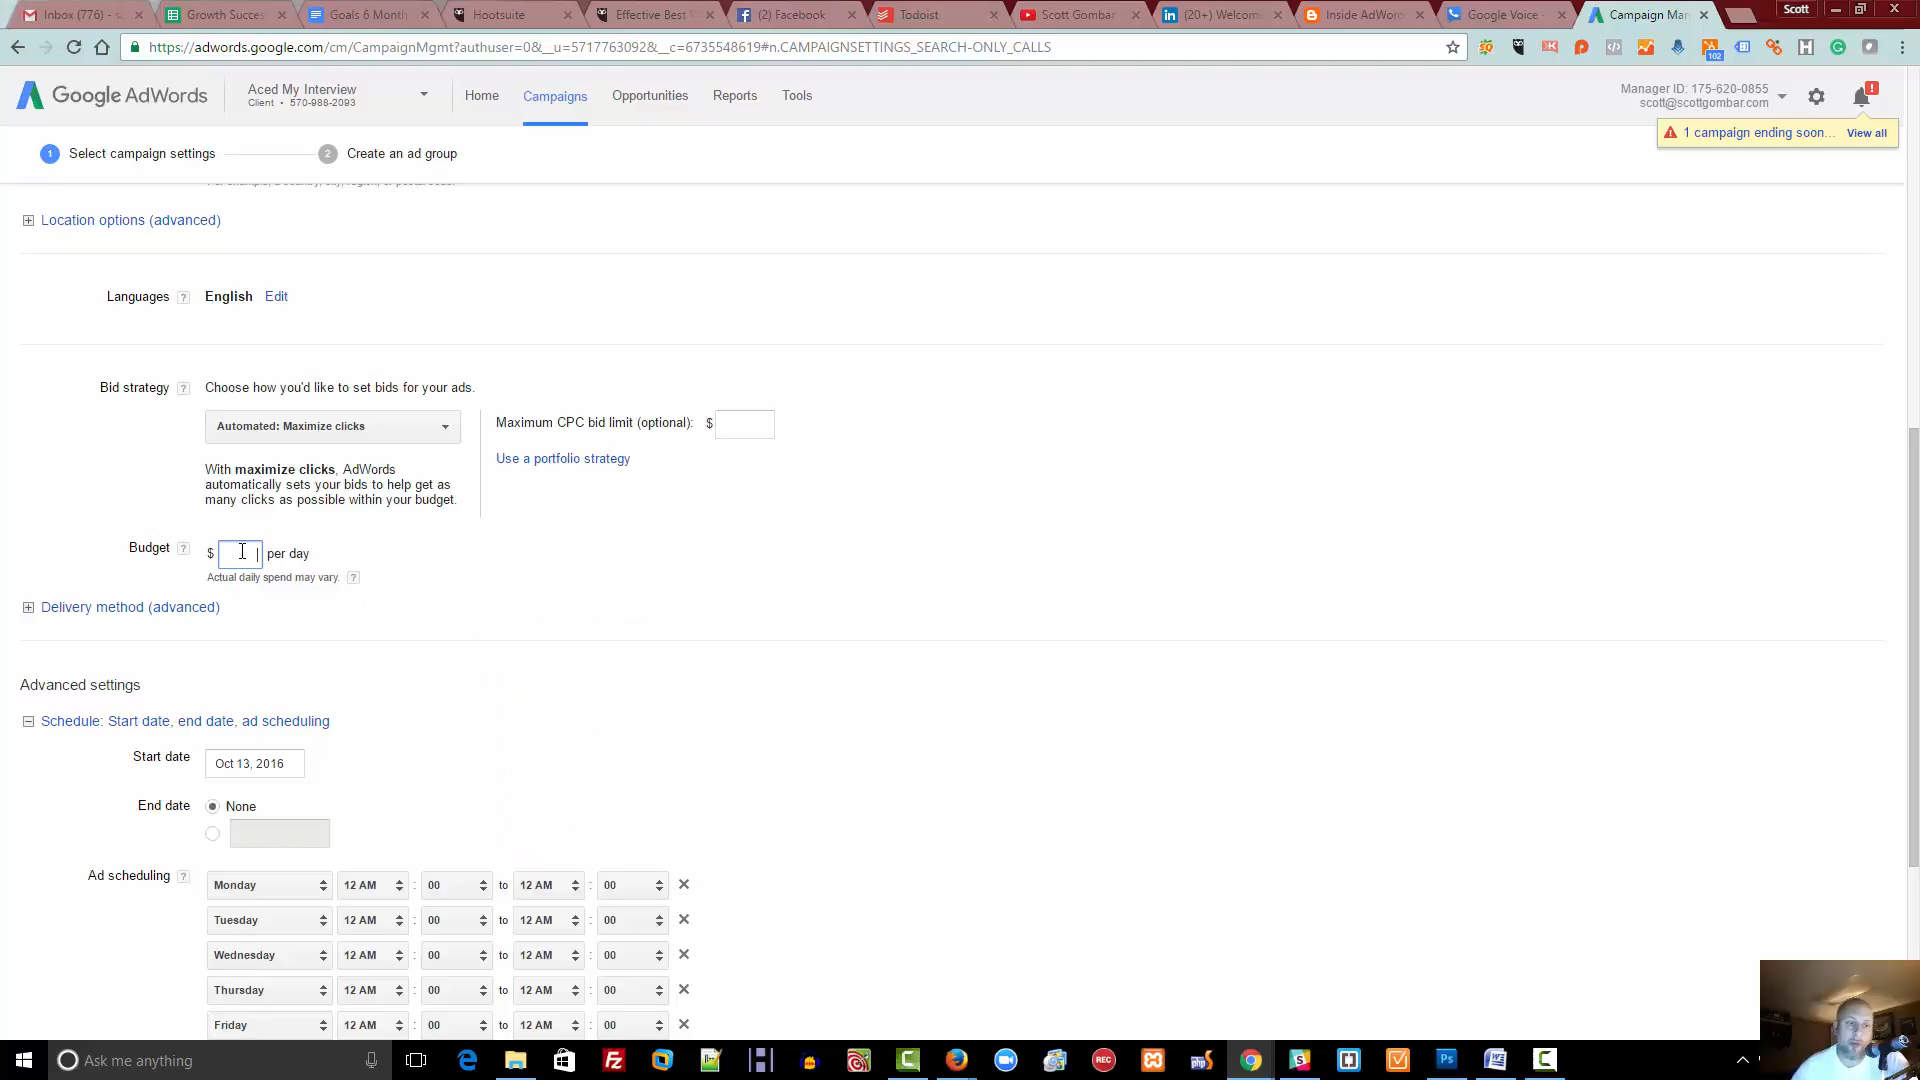 Inbox (776) - s
Growth Succes
Goals 6 Month
Hootsuite
Effective Best P
(2) Facebook
Todoist
Scott Gombar
(20+) Welcome
Inside AdWord
Google Voice -
Campaign Man
Scott
https://adwords.google.com/cm/CampaignMgmt?authuser=0&__u=5717763092&__c=6735548619#n.CAMPAIGNSETTINGS_SEARCH-ONLY_CALLS
102
Google AdWords
Aced My Interview
Client • 570-988-2093
Home
Campaigns
Opportunities
Reports
Tools
Manager ID: 175-620-0855
scott@scottgombar.com
1 campaign ending soon... View all
1 Select campaign settings
2 Create an ad group
Location options (advanced)
Languages ? English Edit
Bid strategy ? Choose how you'd like to set bids for your ads.
Automated: Maximize clicks
Maximum CPC bid limit (optional): $
Use a portfolio strategy
With maximize clicks, AdWords
automatically sets your bids to help get as
many clicks as possible within your budget.
Budget ? $ per day
Actual daily spend may vary. ?
Delivery method (advanced)
Advanced settings
Schedule: Start date, end date, ad scheduling
Start date Oct 13, 2016
End date None
Ad scheduling ?
Monday 12 AM : 00 to 12 AM : 00
Tuesday 12 AM : 00 to 12 AM : 00
Wednesday 12 AM : 00 to 12 AM : 00
Thursday 12 AM : 00 to 12 AM : 00
Friday 12 AM : 00 to 12 AM : 00
Ask me anything
REC
php
Ps